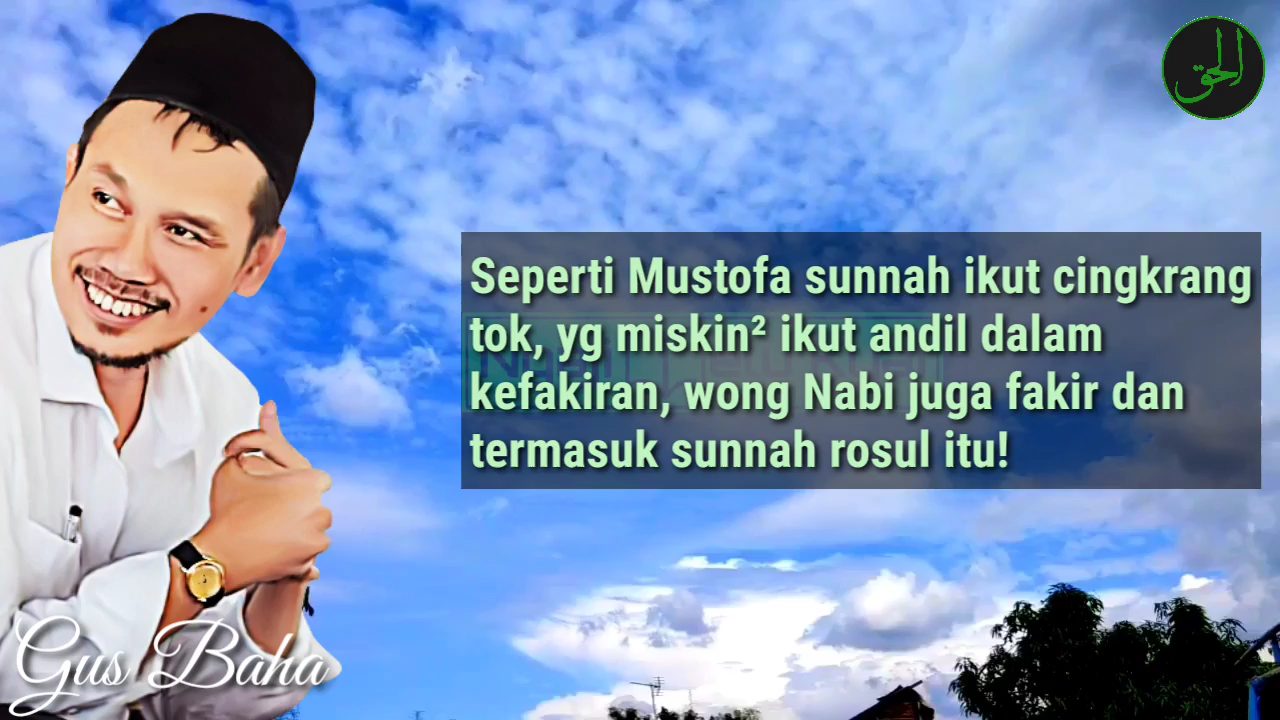 الحق
Seperti Mustofa sunnah ikut cingkrang
tok, yg miskin² ikut andil dalam
kefakiran, wong Nabi juga fakir dan
termasuk sunnah rosul itu!
Gus Baha